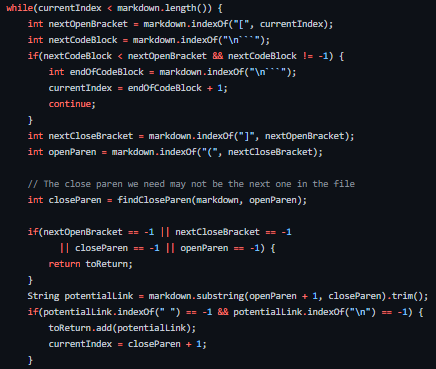 while(currentIndex < markdown.length()) {
    int nextOpenBracket = markdown.indexOf("[", currentIndex);
    int nextCodeBlock = markdown.indexOf("\n```");
    if(nextCodeBlock < nextOpenBracket && nextCodeBlock != -1) {
        int endOfCodeBlock = markdown.indexOf("\n```");
        currentIndex = endOfCodeBlock + 1;
        continue;
    }
    int nextCloseBracket = markdown.indexOf("]", nextOpenBracket);
    int openParen = markdown.indexOf("(", nextCloseBracket);

    // The close paren we need may not be the next one in the file
    int closeParen = findCloseParen(markdown, openParen);

    if(nextOpenBracket == -1 || nextCloseBracket == -1
          || closeParen == -1 || openParen == -1) {
        return toReturn;
    }
    String potentialLink = markdown.substring(openParen + 1, closeParen).trim();
    if(potentialLink.indexOf(" ") == -1 && potentialLink.indexOf("\n") == -1) {
        toReturn.add(potentialLink);
        currentIndex = closeParen + 1;
    }